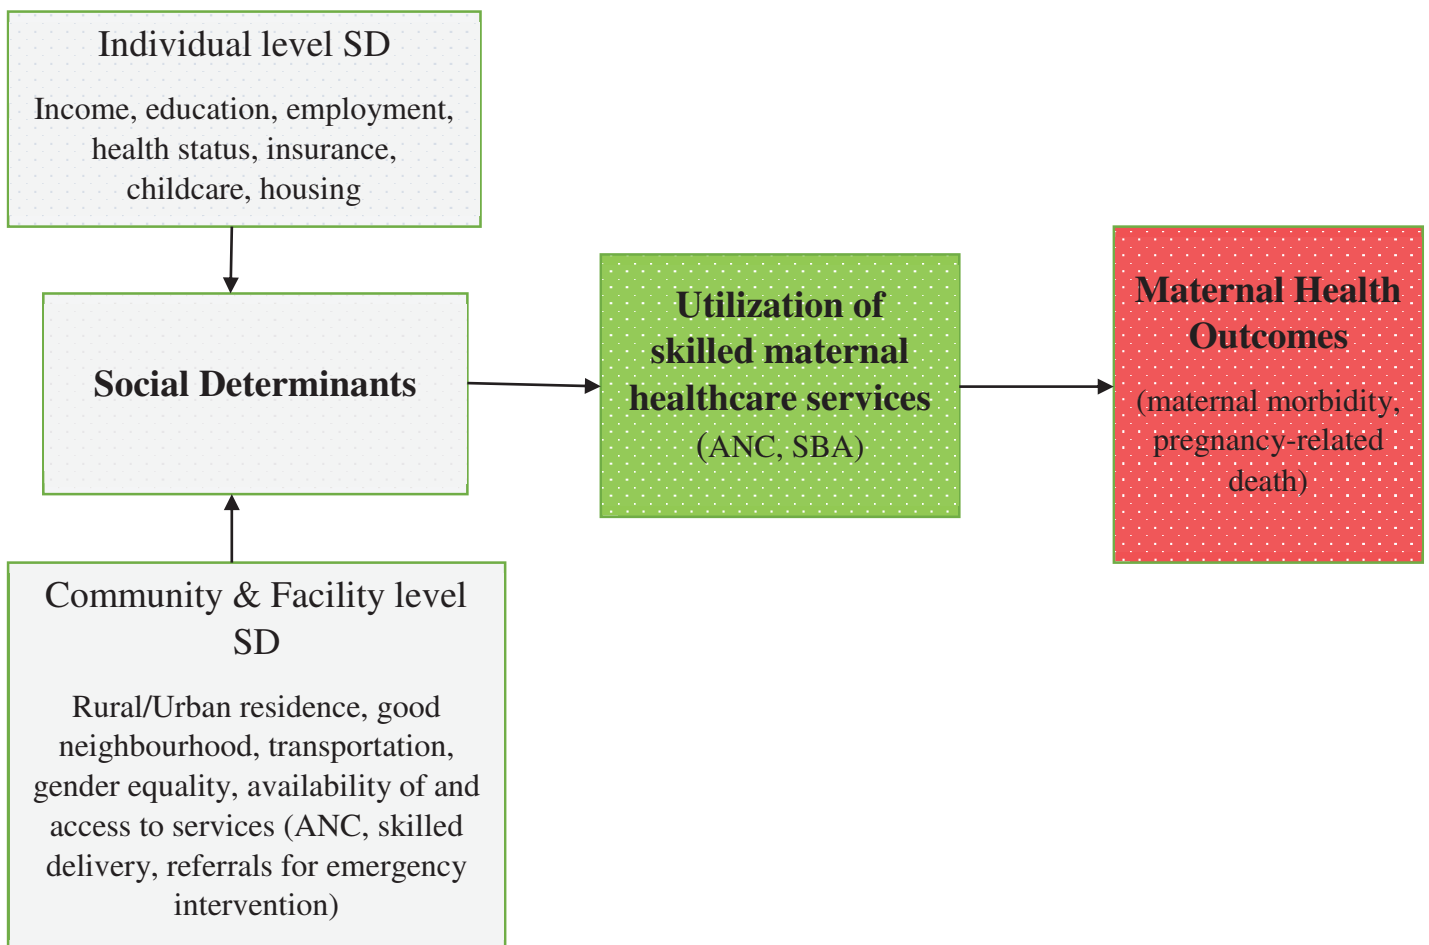 Individual level SD
Income, education, employment,
health status, insurance,
childcare, housing
Social Determinants
Community & Facility level
SD
Rural/Urban residence, good
neighbourhood, transportation,
gender equality, availability of and
access to services (ANC, skilled
delivery, referrals for emergency
intervention)
Utilization of
skilled maternal
healthcare services
(ANC, SBA)
Maternal Health
Outcomes
(maternal morbidity,
pregnancy-related
death)